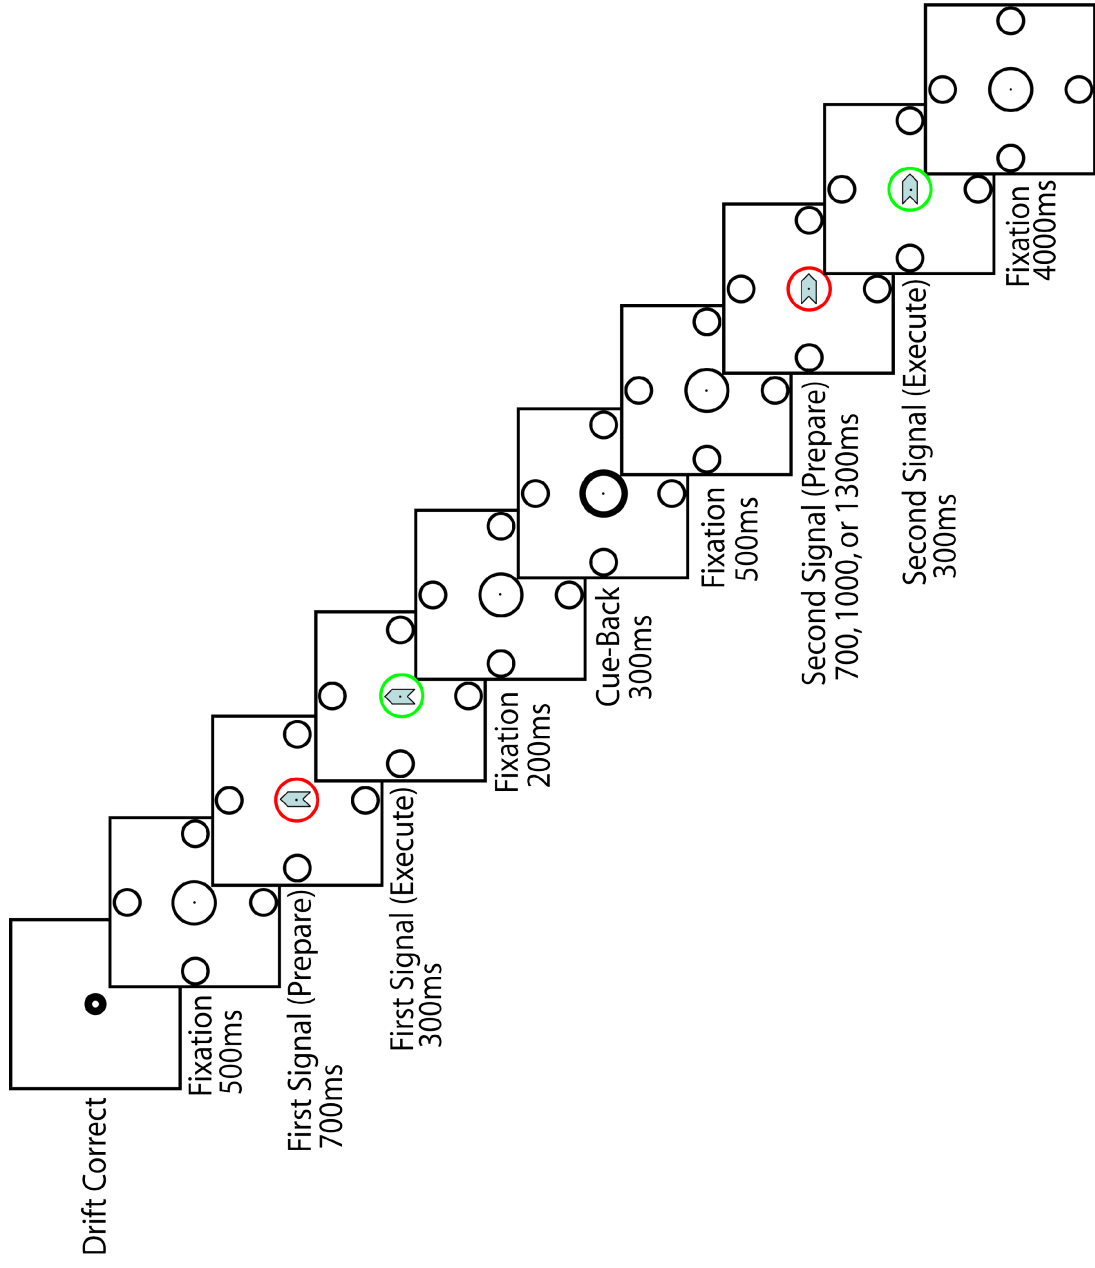 Drift Correct
Fixation
500ms
First Signal (Prepare)
700ms
First Signal (Execute)
300ms
Fixation
200ms
Cue-Back
300ms
Fixation
500ms
Second Signal (Prepare)
700, 1000, or 1300ms
Second Signal (Execute)
300ms
Fixation
4000ms